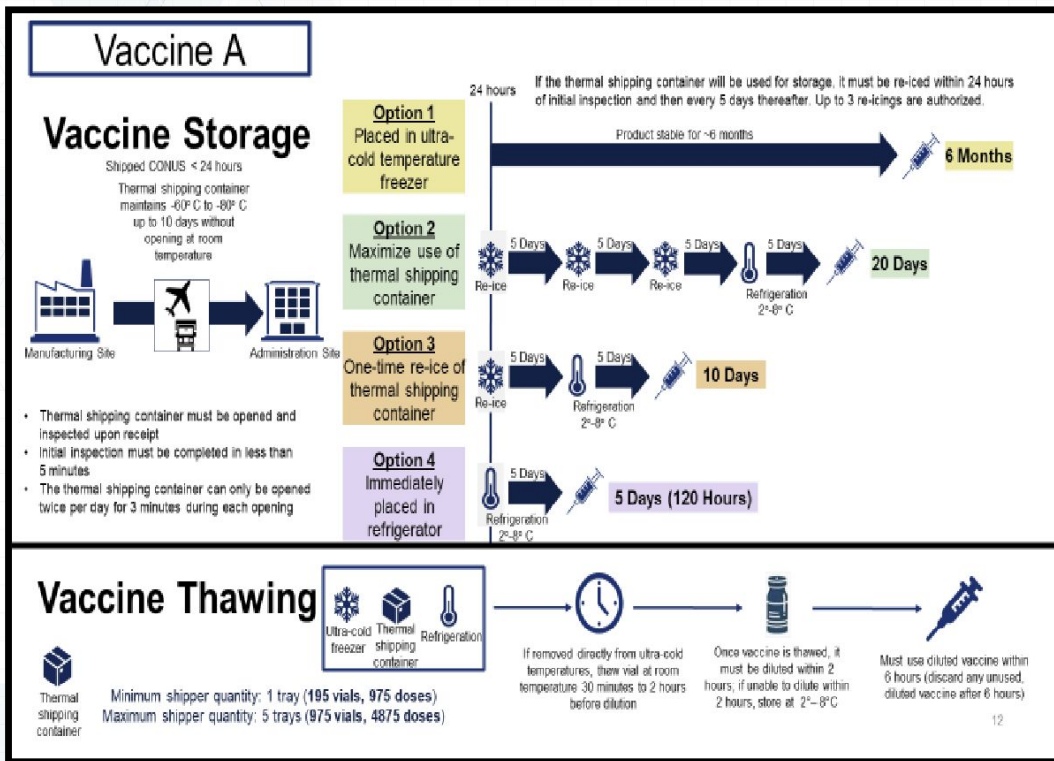 Vaccine A
Vaccine Storage
Shipped CONUS < 24 hours
Thermal shipping container
maintains -60º C to -80º C
up to 10 days without
opening at room
temperature
Manufacturing Site
Administration Site
• Thermal shipping container must be opened and
inspected upon receipt
• Initial inspection must be completed in less than
5 minutes
• The thermal shipping container can only be opened
twice per day for 3 minutes during each opening
24 hours
If the thermal shipping container will be used for storage, it must be re-iced within 24 hours
of initial inspection and then every 5 days thereafter. Up to 3 re-icings are authorized.
Option 1
Placed in ultra-
cold temperature
freezer
Product stable for ~6 months
6 Months
Option 2
Maximize use of
thermal shipping
container
5 Days
5 Days
5 Days
5 Days
Re-ice
Re-ice
Re-ice
Refrigeration
2º-8º C
20 Days
Option 3
One-time re-ice of
thermal shipping
container
5 Days
5 Days
Re-ice
Refrigeration
2º-8º C
10 Days
Option 4
Immediately
placed in
refrigerator
5 Days
Refrigeration
2º-8º C
5 Days (120 Hours)
Vaccine Thawing
Ultra-cold
freezer
Thermal
shipping
container
Refrigeration
Thermal
shipping
container
Minimum shipper quantity: 1 tray (195 vials, 975 doses)
Maximum shipper quantity: 5 trays (975 vials, 4875 doses)
If removed directly from ultra-cold
temperatures, thaw vial at room
temperature 30 minutes to 2 hours
before dilution
Once vaccine is thawed, it
must be diluted within 2
hours, if unable to dilute within
2 hours, store at 2°– 8°C
Must use diluted vaccine within
6 hours (discard any unused,
diluted vaccine after 6 hours)
12